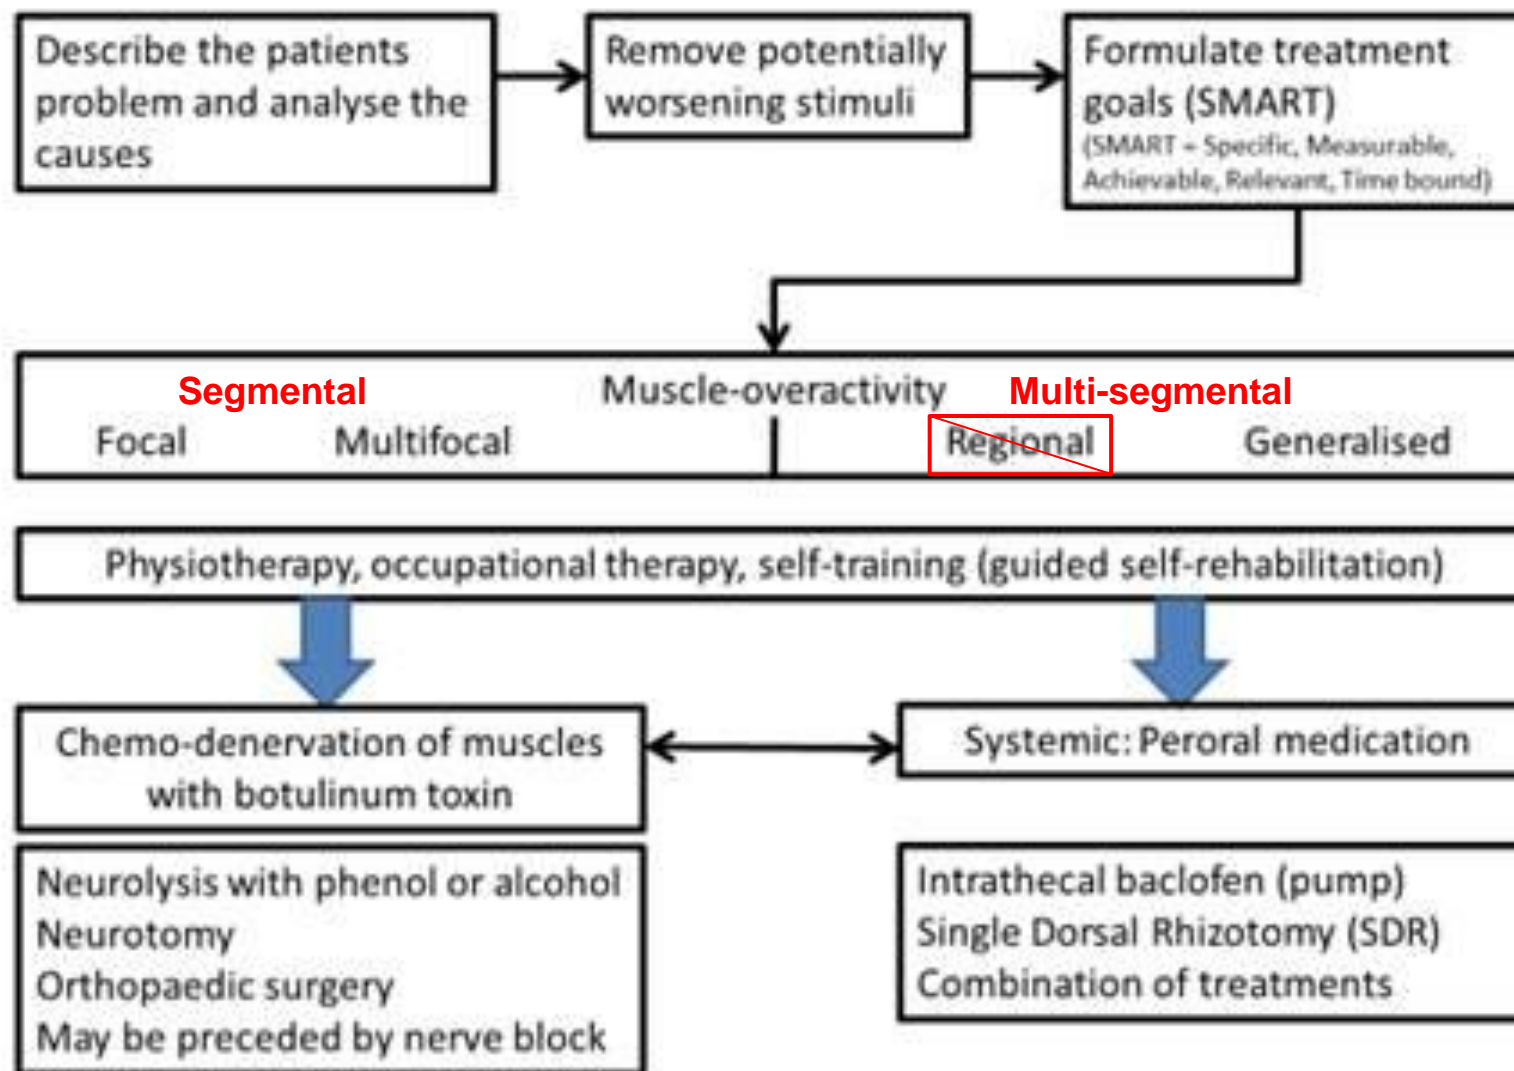 Describe the patients
problem and analyse the
causes
Remove potentially
worsening stimuli
Formulate treatment
goals (SMART)
(SMART = Specific, Measurable,
Achievable, Relevant, Time bound)
Segmental Muscle-overactivity Multi-segmental
Focal Multifocal Regional Generalised
Physiotherapy, occupational therapy, self-training (guided self-rehabilitation)
Chemo-denervation of muscles
with botulinum toxin
Systemic: Peroral medication
Neurolysis with phenol or alcohol
Neurotomy
Orthopaedic surgery
May be preceded by nerve block
Intrathecal baclofen (pump)
Single Dorsal Rhizotomy (SDR)
Combination of treatments